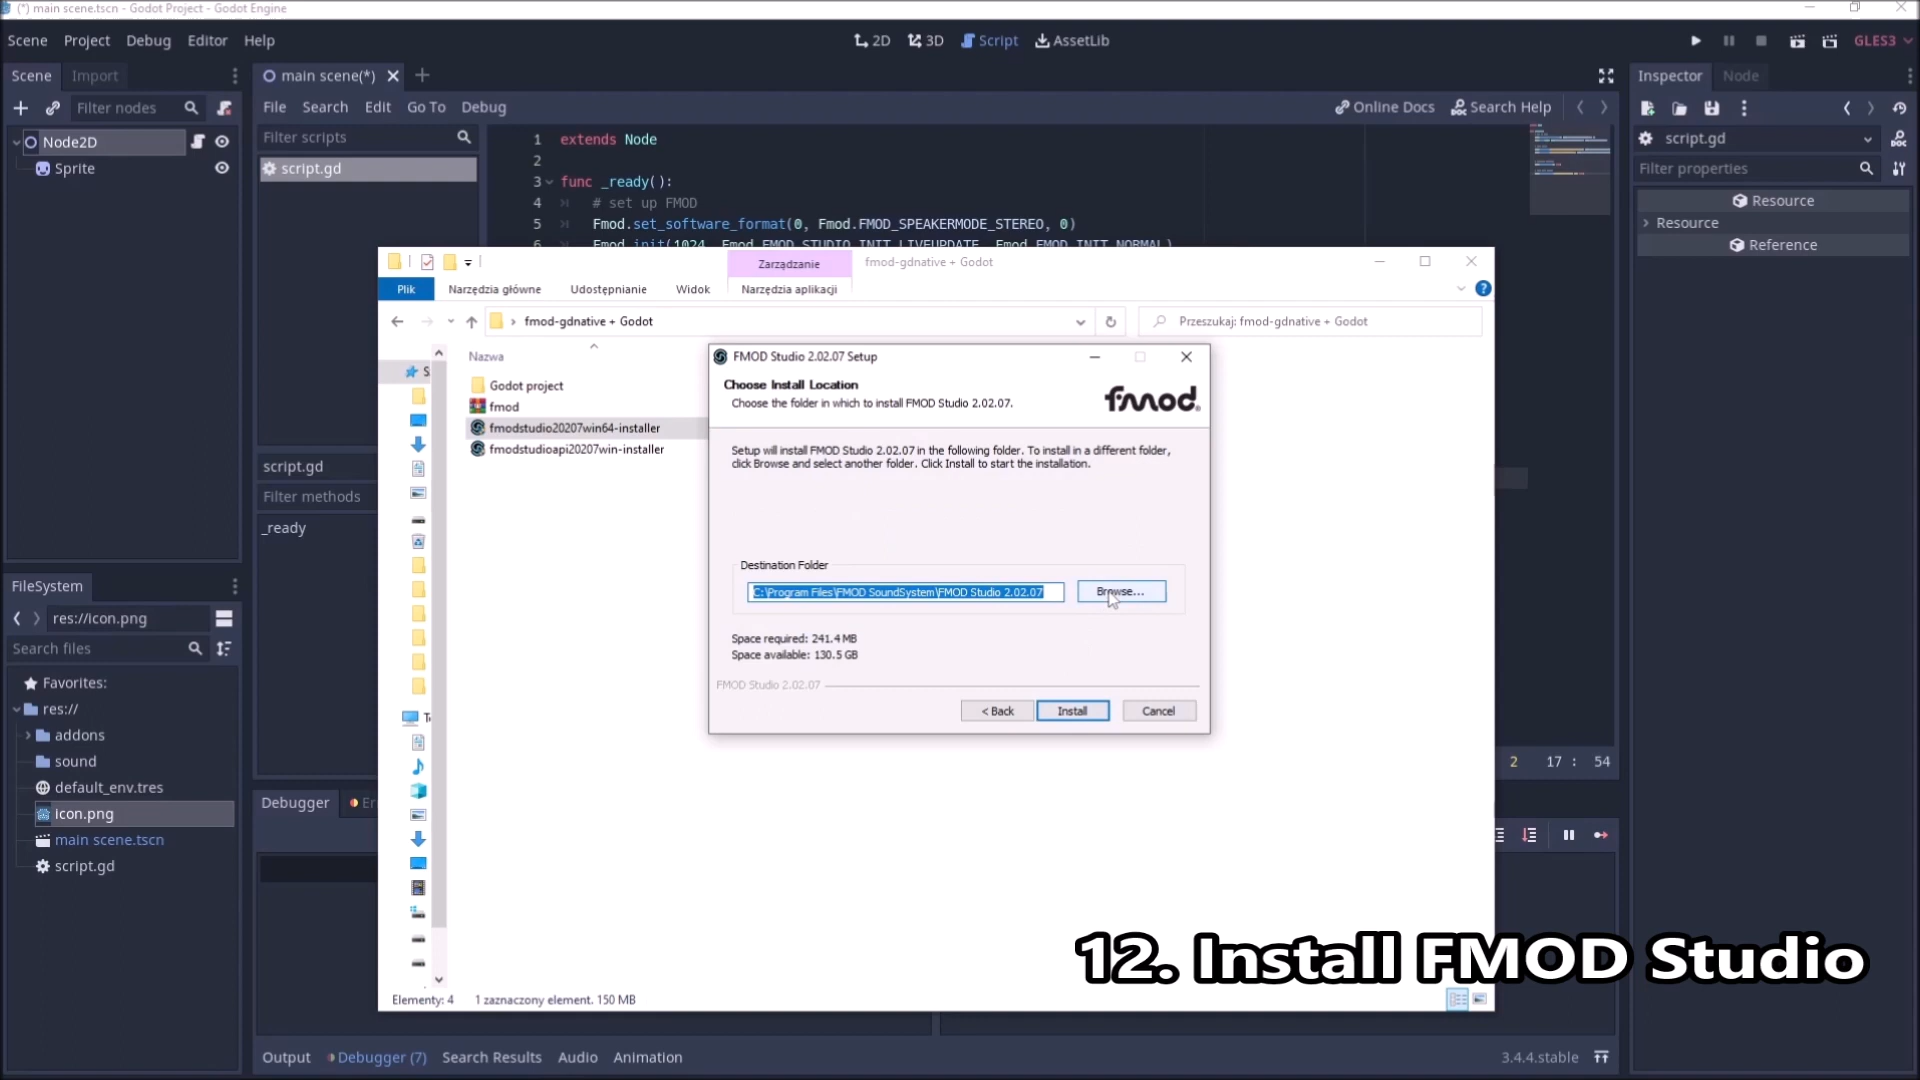 (*) main scene.tscn - Godot Project - Godot Engine
Scene Project Debug Editor Help
2D 3D Script AssetLib
GLES3
Scene Import
main scene(*)
Inspector Node
Filter nodes
File Search Edit Go To Debug
Online Docs Search Help
Node2D
Sprite
Filter scripts
script.gd
1 extends Node
2
3 func _ready():
4 # set up FMOD
5 Fmod.set_software_format(0, Fmod.FMOD_SPEAKERMODE_STEREO, 0)
6 Fmod.init(1024, Fmod.FMOD_STUDIO_INIT_LIVEUPDATE, Fmod.FMOD_INIT_NORMAL)
script.gd
Filter properties
Resource
Resource
Reference
Zarządzanie fmod-gdnative + Godot
Plik Narzędzia główne Udostępnianie Widok Narzędzia aplikacji
fmod-gdnative + Godot
Przeszukaj: fmod-gdnative + Godot
Nazwa
Godot project
fmod
fmodstudio20207win64-installer
fmodstudioapi20207win-installer
FMOD Studio 2.02.07 Setup
Choose Install Location
Choose the folder in which to install FMOD Studio 2.02.07.
fmod
Setup will install FMOD Studio 2.02.07 in the following folder. To install in a different folder,
click Browse and select another folder. Click Install to start the installation.
Destination Folder
C:\Program Files\FMOD SoundSystem\FMOD Studio 2.02.07
Browse...
Space required: 241.4 MB
Space available: 130.5 GB
FMOD Studio 2.02.07
< Back Install Cancel
script.gd
Filter methods
_ready
FileSystem
res://icon.png
Search files
Favorites:
res://
addons
sound
default_env.tres
icon.png
main scene.tscn
script.gd
2 17 : 54
Debugger Er
Elementy: 4 1 zaznaczony element. 150 MB
12. Install FMOD Studio
Output Debugger (7) Search Results Audio Animation
3.4.4.stable